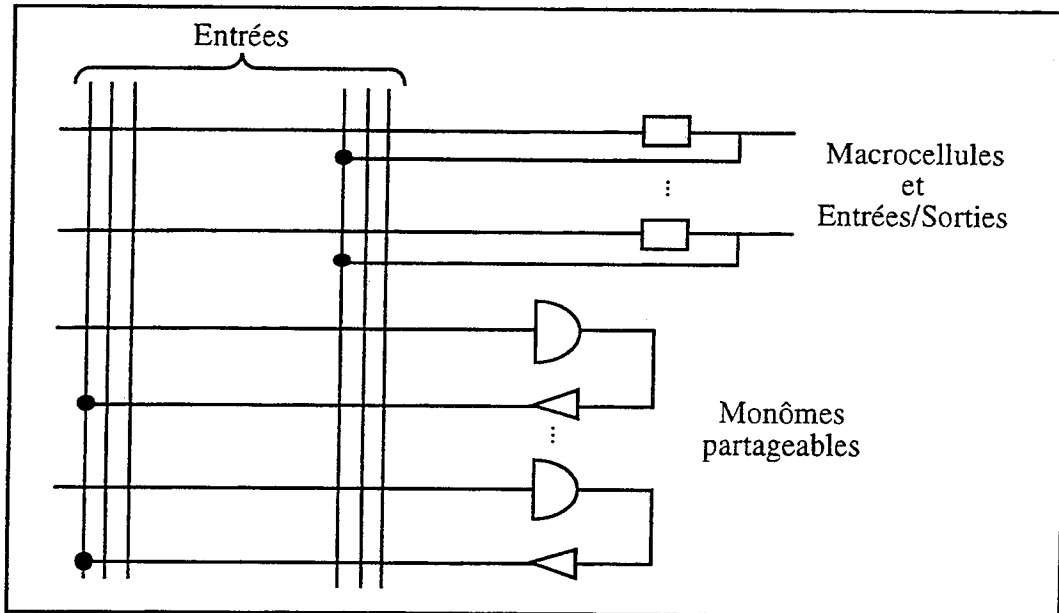 Entrées
Macrocellules
et
Entrées/Sorties
Monômes
partageables